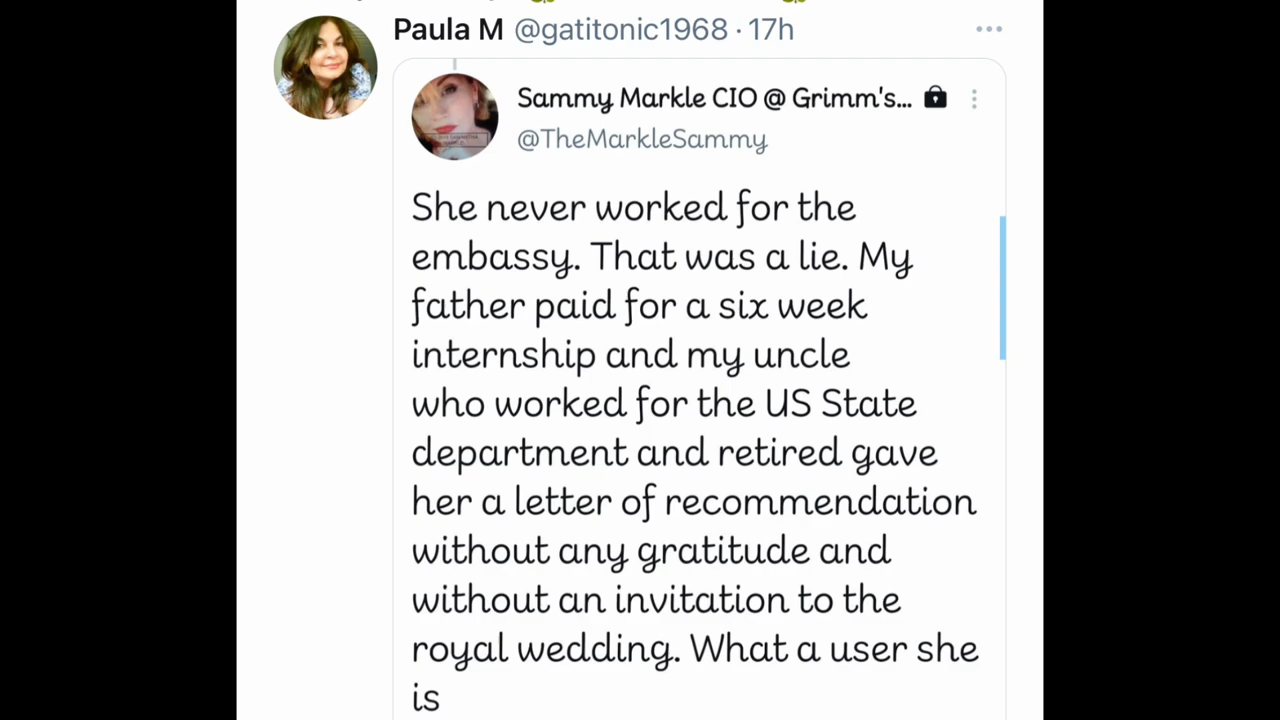 Paula M @gatitonic1968 · 17h
Sammy Markle CIO @ Grimm's...
@TheMarkleSammy
She never worked for the
embassy. That was a lie. My
father paid for a six week
internship and my uncle
who worked for the US State
department and retired gave
her a letter of recommendation
without any gratitude and
without an invitation to the
royal wedding. What a user she
is